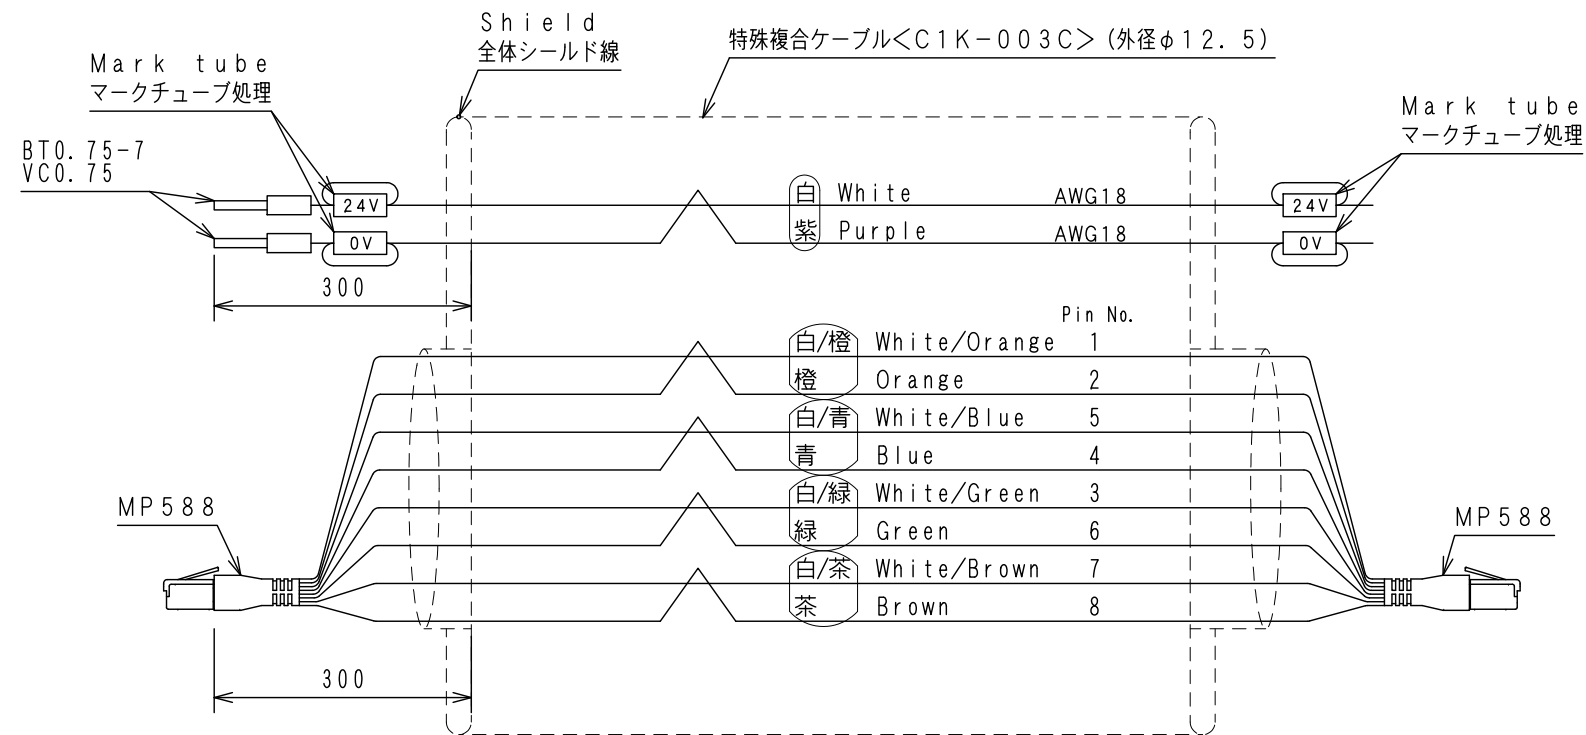 Shield
全体シールド線
特殊複合ケーブル<C1K-003C>(外径φ12.5)
Mark tube
マークチューブ処理
Mark tube
マークチューブ処理
BT0.75-7
VC0.75
24V
白 White AWG18
24V
0V
紫 Purple AWG18
0V
300
Pin No.
白/橙 White/Orange 1
橙 Orange 2
白/青 White/Blue 5
青 Blue 4
白/緑 White/Green 3
緑 Green 6
白/茶 White/Brown 7
茶 Brown 8
MP588
MP588
300